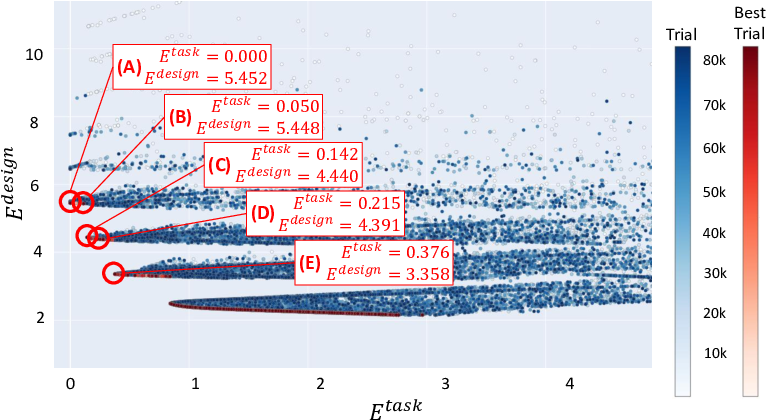 Trial
Best
Trial
10
8
6
4
2
E^design
(A) E^task = 0.000
E^design = 5.452
(B) E^task = 0.050
E^design = 5.448
(C) E^task = 0.142
E^design = 4.440
(D) E^task = 0.215
E^design = 4.391
(E) E^task = 0.376
E^design = 3.358
80k
70k
60k
50k
40k
30k
20k
10k
0
1
2
3
4
E^task